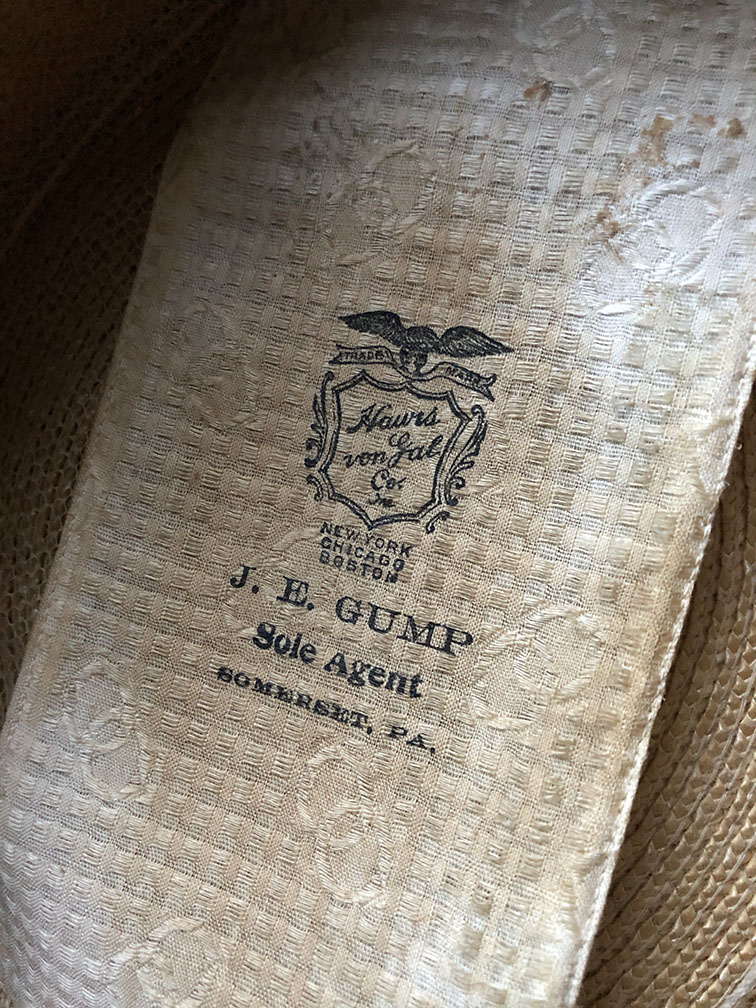 TRADE MARK
Hawes
von Gal
Co.
Inc.
NEW YORK
CHICAGO
BOSTON
J. E. GUMP
Sole Agent
SOMERSET, PA.